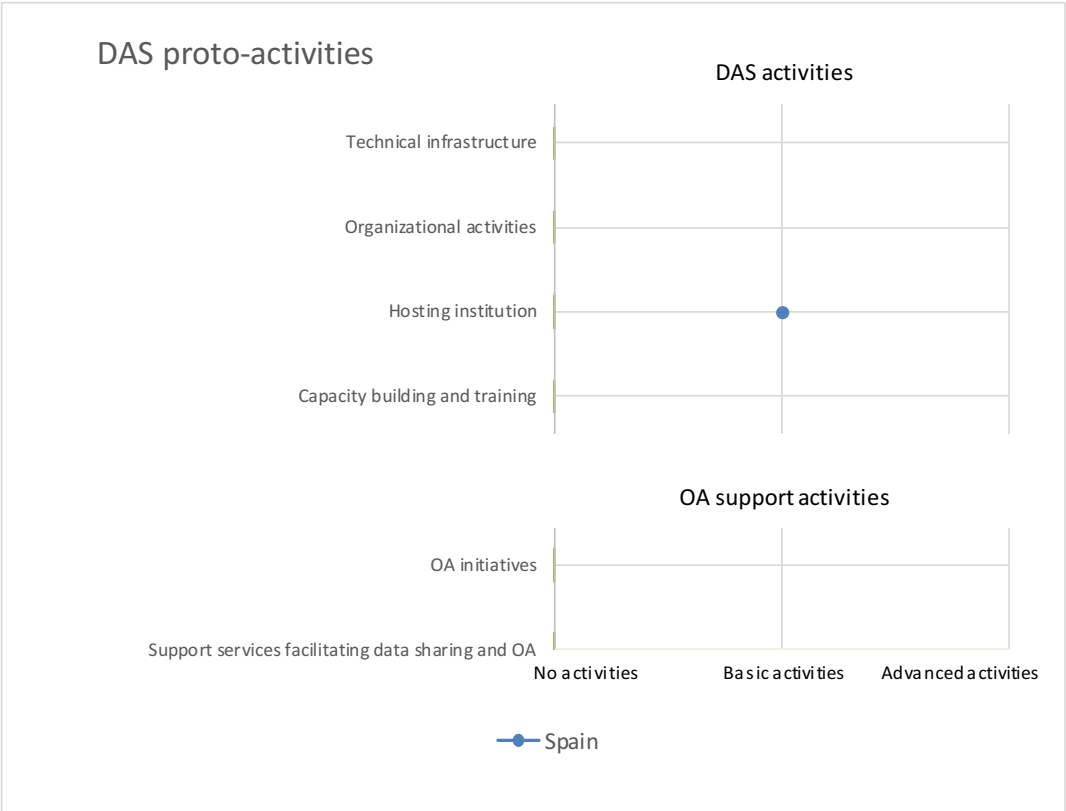 DAS proto-activities
DAS activities
Technical infrastructure
Organizational activities
Hosting institution
Capacity building and training
OA support activities
OA initiatives
Support services facilitating data sharing and OA
No activities Basic activities Advanced activities
Spain